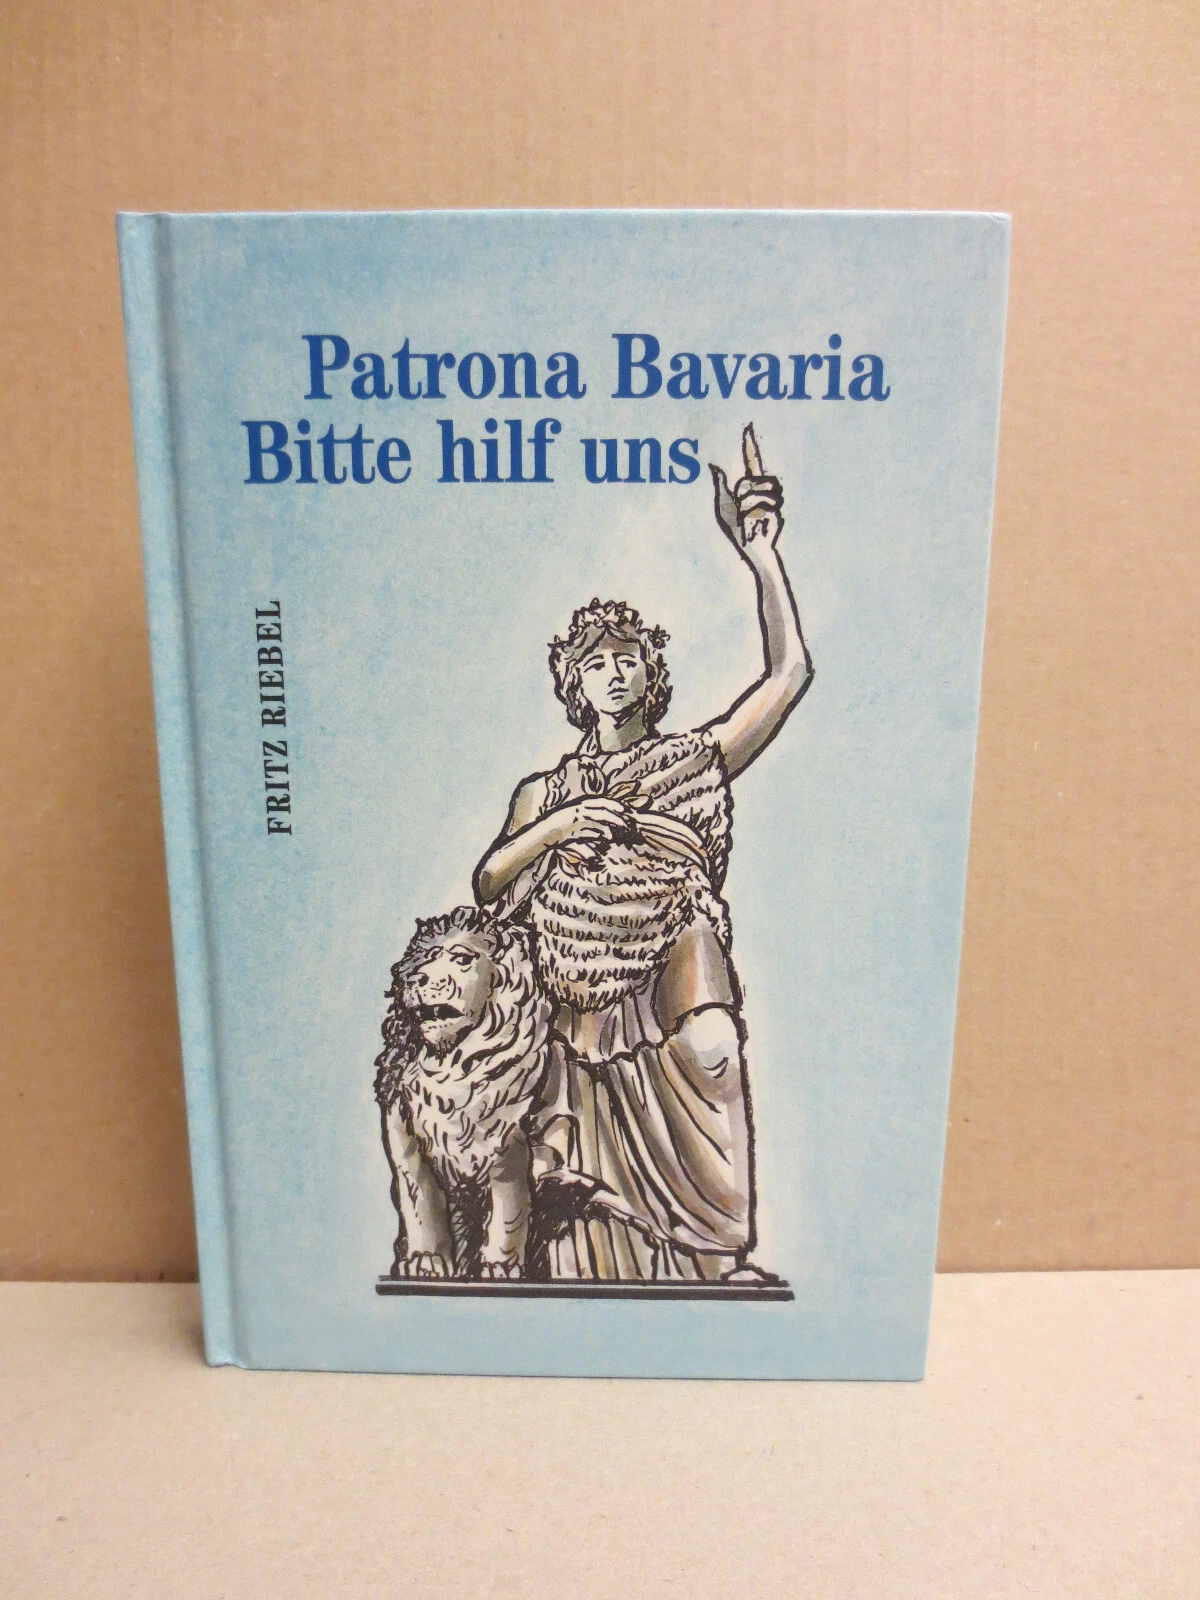 Patrona Bavaria
Bitte hilf uns
FRITZ RIEBEL